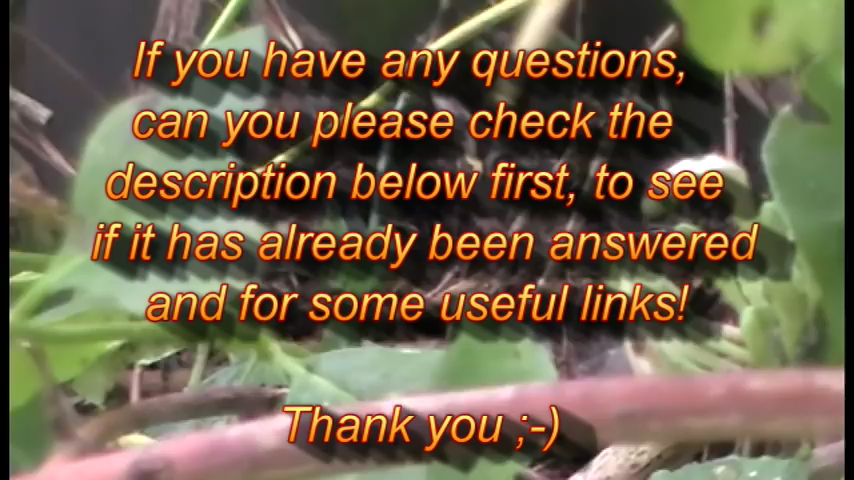 If you have any questions,
can you please check the
description below first, to see
if it has already been answered
and for some useful links!
Thank you ;-)